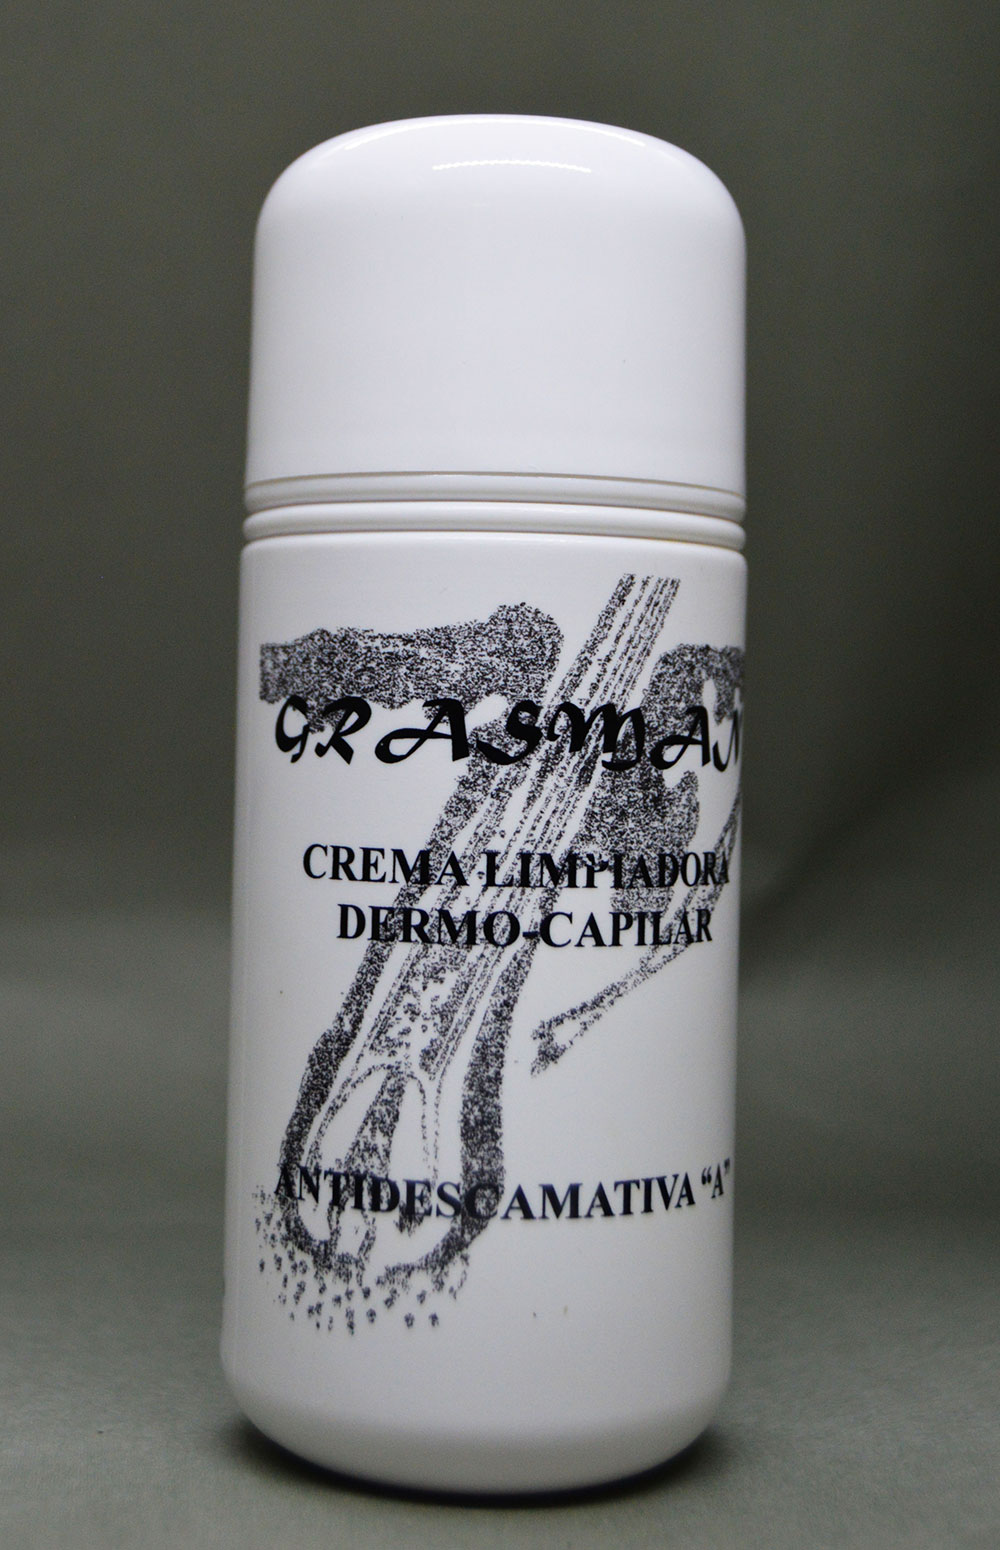 GRASMAN
CREMA LIMPIADORA
DERMO-CAPILAR
ANTIDESCAMATIVA “A”